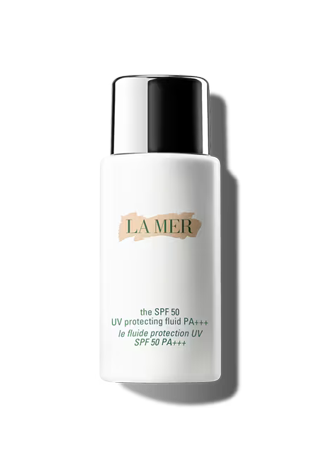 LA MER
the SPF 50
UV protecting fluid PA+++
le fluide protection UV
SPF 50 PA+++